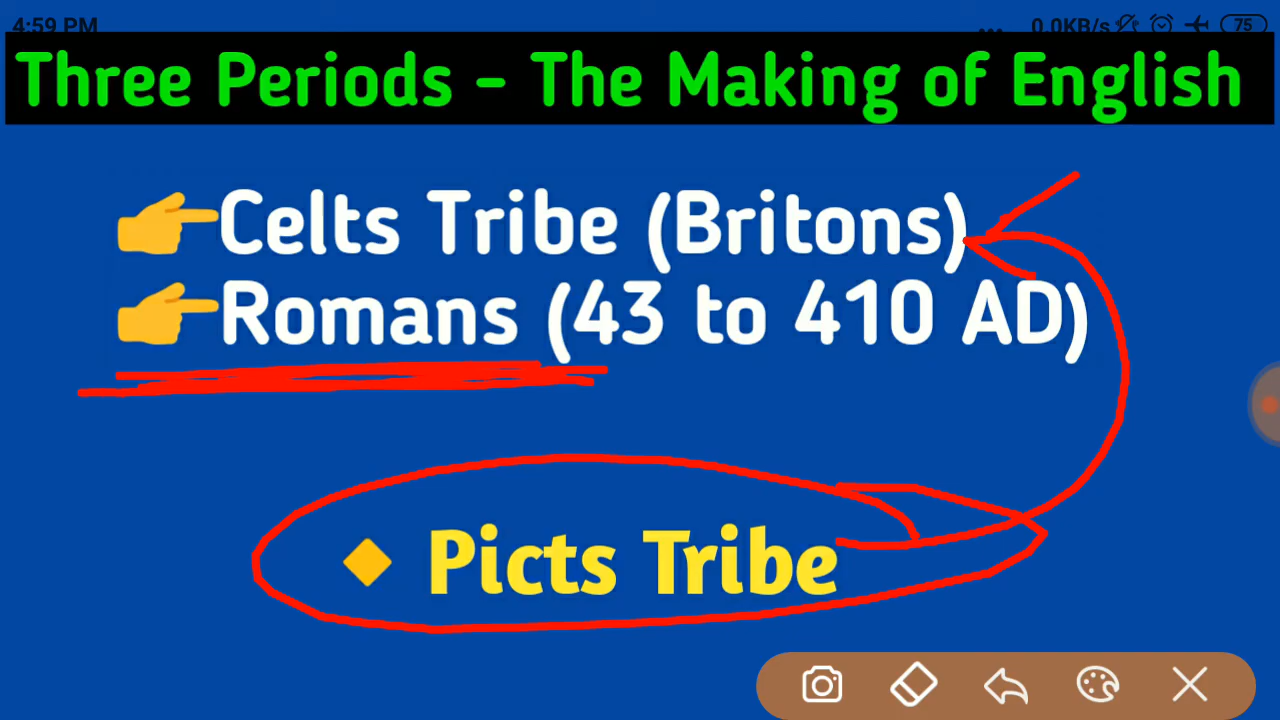 4:59 PM
... 0.0KB/s 75
Three Periods - The Making of English
👉Celts Tribe (Britons)
👉Romans (43 to 410 AD)
🔸 Picts Tribe